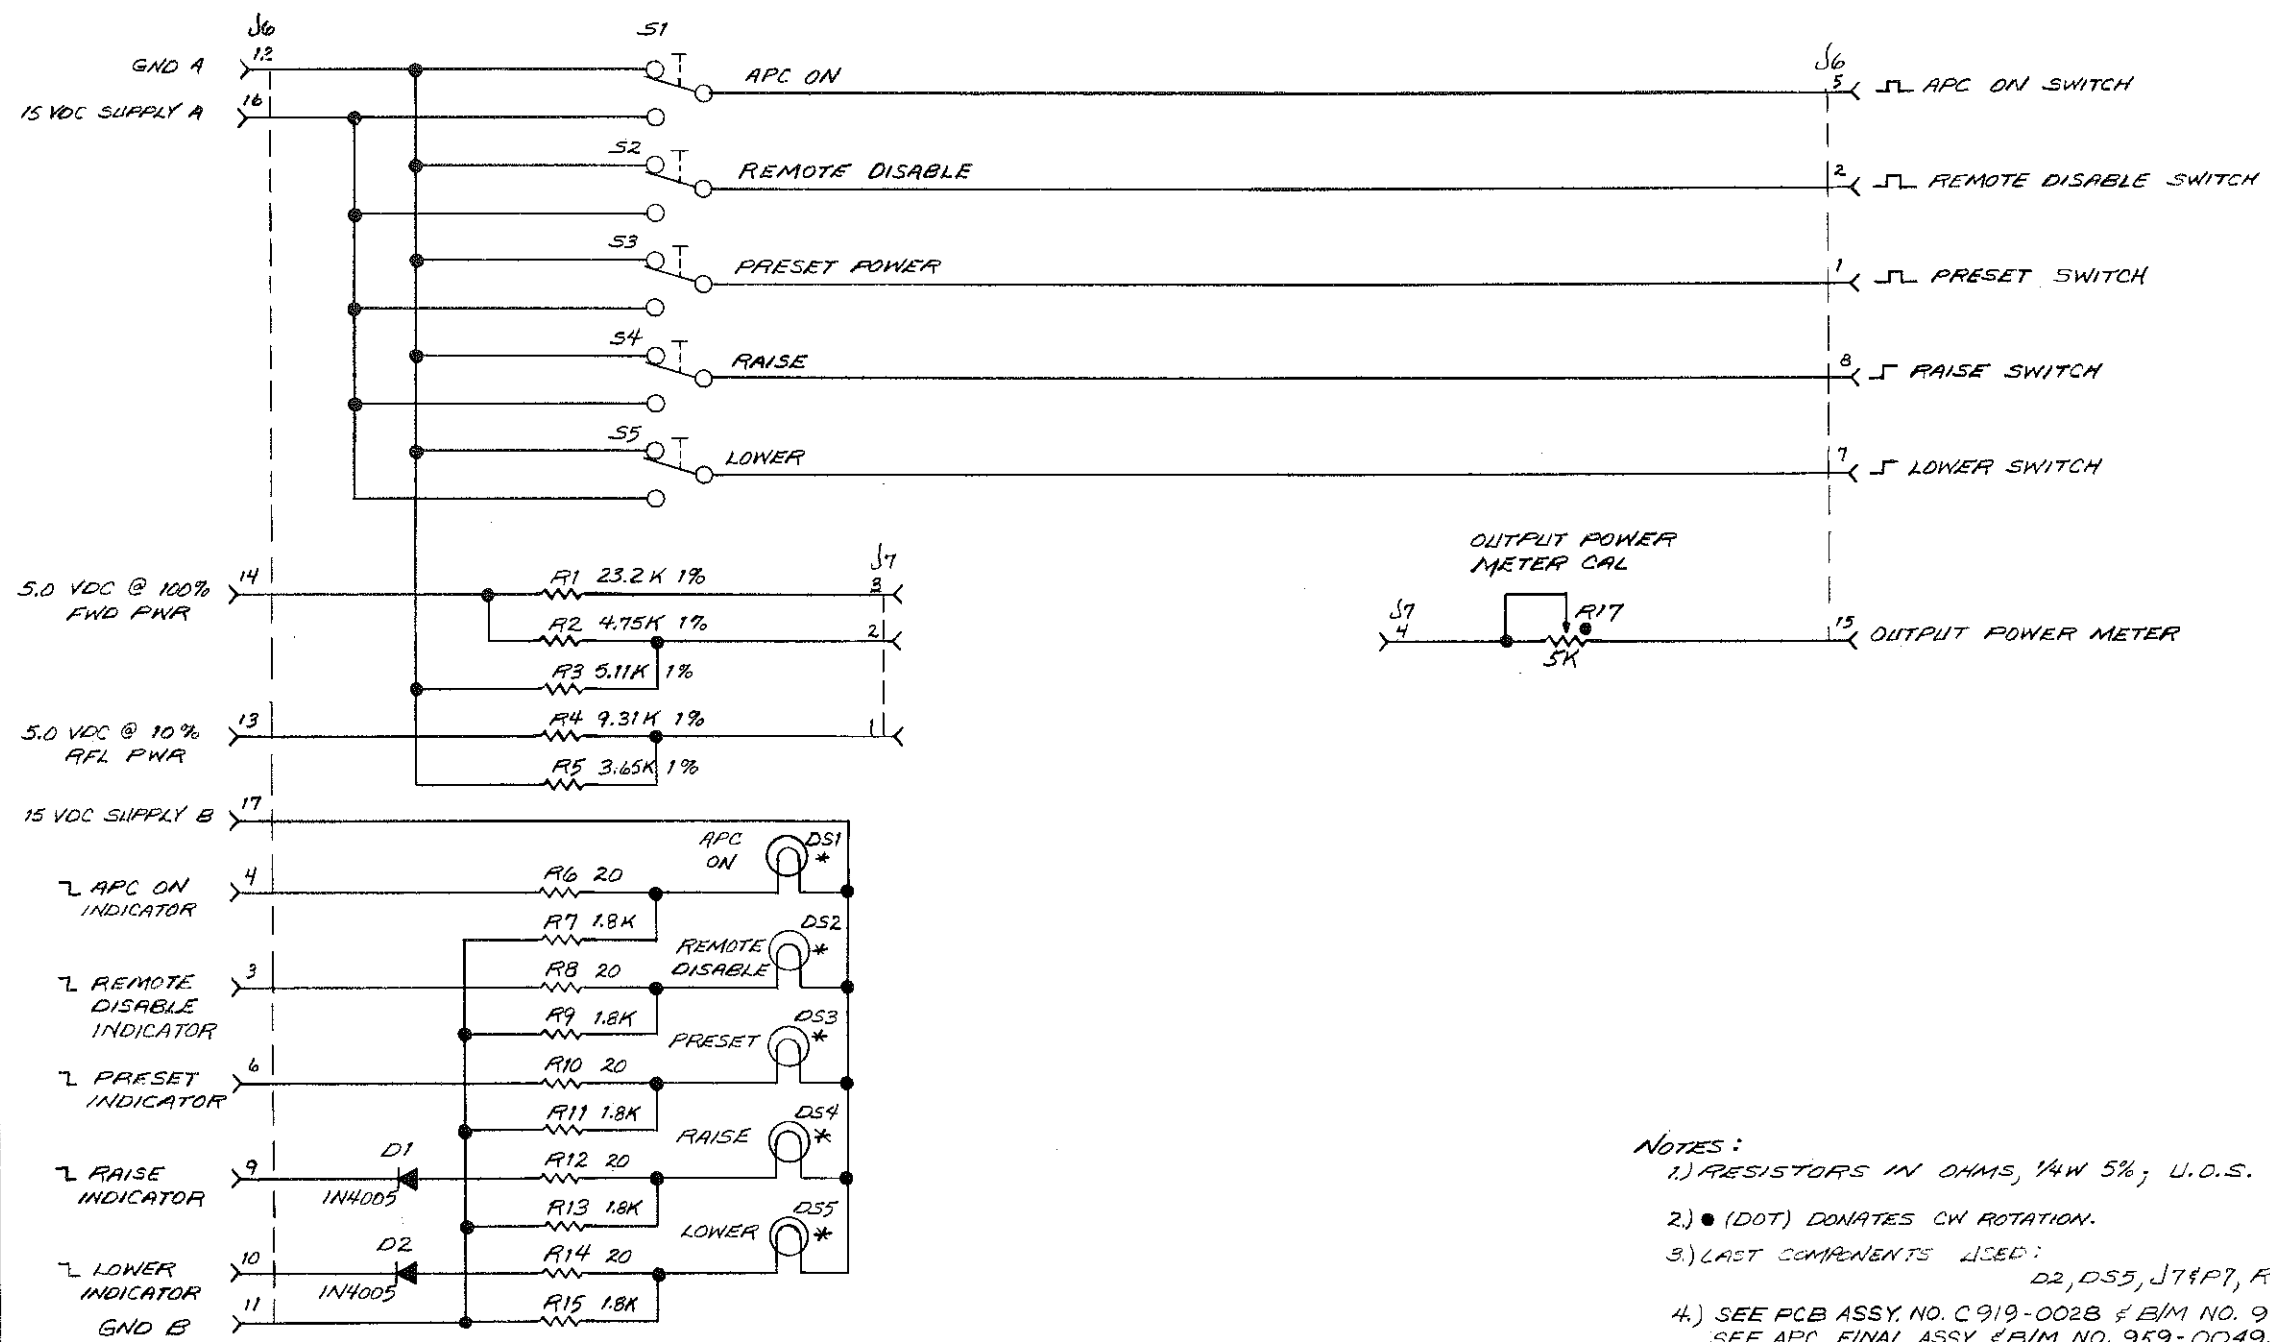 J6
S1
12
GND A
APC ON
J6
5
APC ON SWITCH
16
15 VDC SUPPLY A
S2
REMOTE DISABLE
2
REMOTE DISABLE SWITCH
S3
PRESET POWER
1
PRESET SWITCH
S4
RAISE
8
RAISE SWITCH
S5
LOWER
7
LOWER SWITCH
OUTPUT POWER
METER CAL
J7
4
R17
5K
15
OUTPUT POWER METER
14
5.0 VDC @ 100%
FWD PWR
R1 23.2K 1%
J7
3
R2 4.75K 1%
2
R3 5.11K 1%
13
5.0 VDC @ 10%
RFL PWR
R4 9.31K 1%
1
R5 3.65K 1%
17
15 VDC SUPPLY B
APC
ON
DS1
*
4
APC ON
INDICATOR
R6 20
R7 1.8K
REMOTE
DISABLE
DS2
*
3
REMOTE
DISABLE
INDICATOR
R8 20
R9 1.8K
PRESET
DS3
*
6
PRESET
INDICATOR
R10 20
R11 1.8K
RAISE
DS4
*
9
RAISE
INDICATOR
D1
1N4005
R12 20
R13 1.8K
LOWER
DS5
*
10
LOWER
INDICATOR
D2
1N4005
R14 20
R15 1.8K
11
GND B
NOTES:
1.) RESISTORS IN OHMS, 1/4W 5%; U.O.S.
2.) ● (DOT) DONATES CW ROTATION.
3.) LAST COMPONENTS USED:
D2, DS5, J7&P7, R
4.) SEE PCB ASSY. NO. C919-0028 & B/M NO. 9
SEE APC FINAL ASSY & B/M NO. 959-0049.